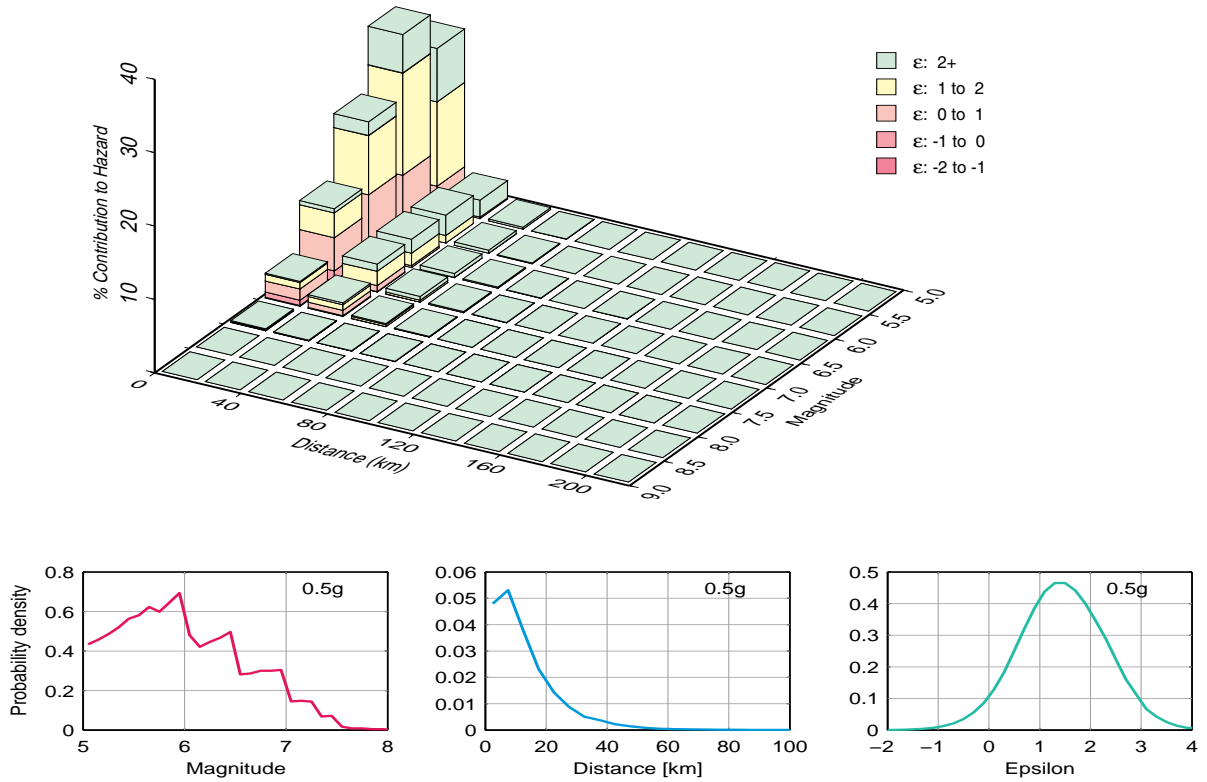 % Contribution to Hazard
40
30
20
10
0
40
80
120
160
200
Distance (km)
5.0
5.5
6.0
6.5
7.0
7.5
8.0
8.5
9.0
Magnitude
ε: 2+
ε: 1 to 2
ε: 0 to 1
ε: -1 to 0
ε: -2 to -1
Probability density
0.8
0.6
0.4
0.2
0
0.5g
5 6 7 8
Magnitude
0.06
0.05
0.04
0.03
0.02
0.01
0
0.5g
0 20 40 60 80 100
Distance [km]
0.5
0.4
0.3
0.2
0.1
0
0.5g
−2 −1 0 1 2 3 4
Epsilon